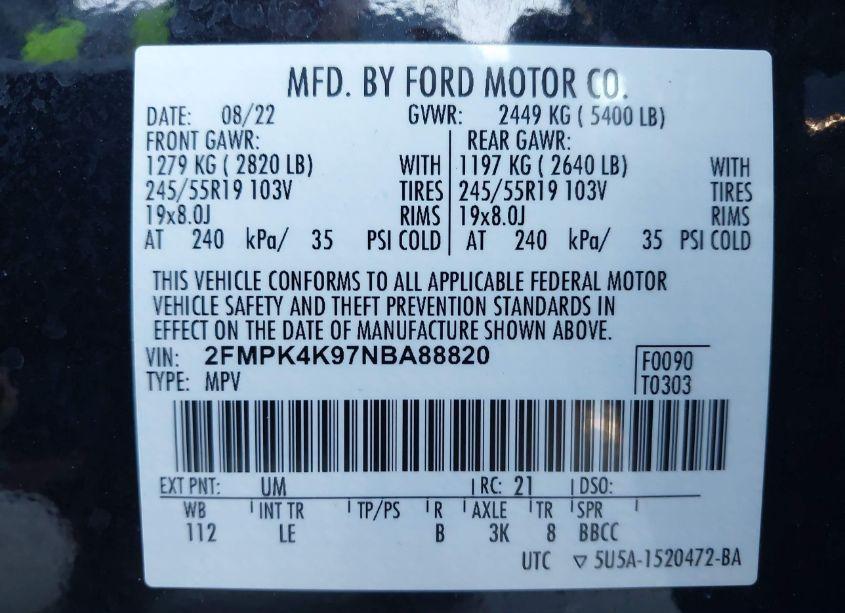 MFD. BY FORD MOTOR CO.
DATE: 08/22 GVWR: 2449 KG ( 5400 LB)
FRONT GAWR: REAR GAWR:
1279 KG ( 2820 LB) WITH 1197 KG ( 2640 LB) WITH
245/55R19 103V TIRES 245/55R19 103V TIRES
19x8.0J RIMS 19x8.0J RIMS
AT 240 kPa/ 35 PSI COLD AT 240 kPa/ 35 PSI COLD
THIS VEHICLE CONFORMS TO ALL APPLICABLE FEDERAL MOTOR
VEHICLE SAFETY AND THEFT PREVENTION STANDARDS IN
EFFECT ON THE DATE OF MANUFACTURE SHOWN ABOVE.
VIN: 2FMPK4K97NBA88820 F0090
TYPE: MPV T0303
EXT PNT: UM RC: 21 DSO:
WB INT TR TP/PS R AXLE TR SPR
112 LE B 3K 8 BBCC
UTC ▽ 5U5A-1520472-BA